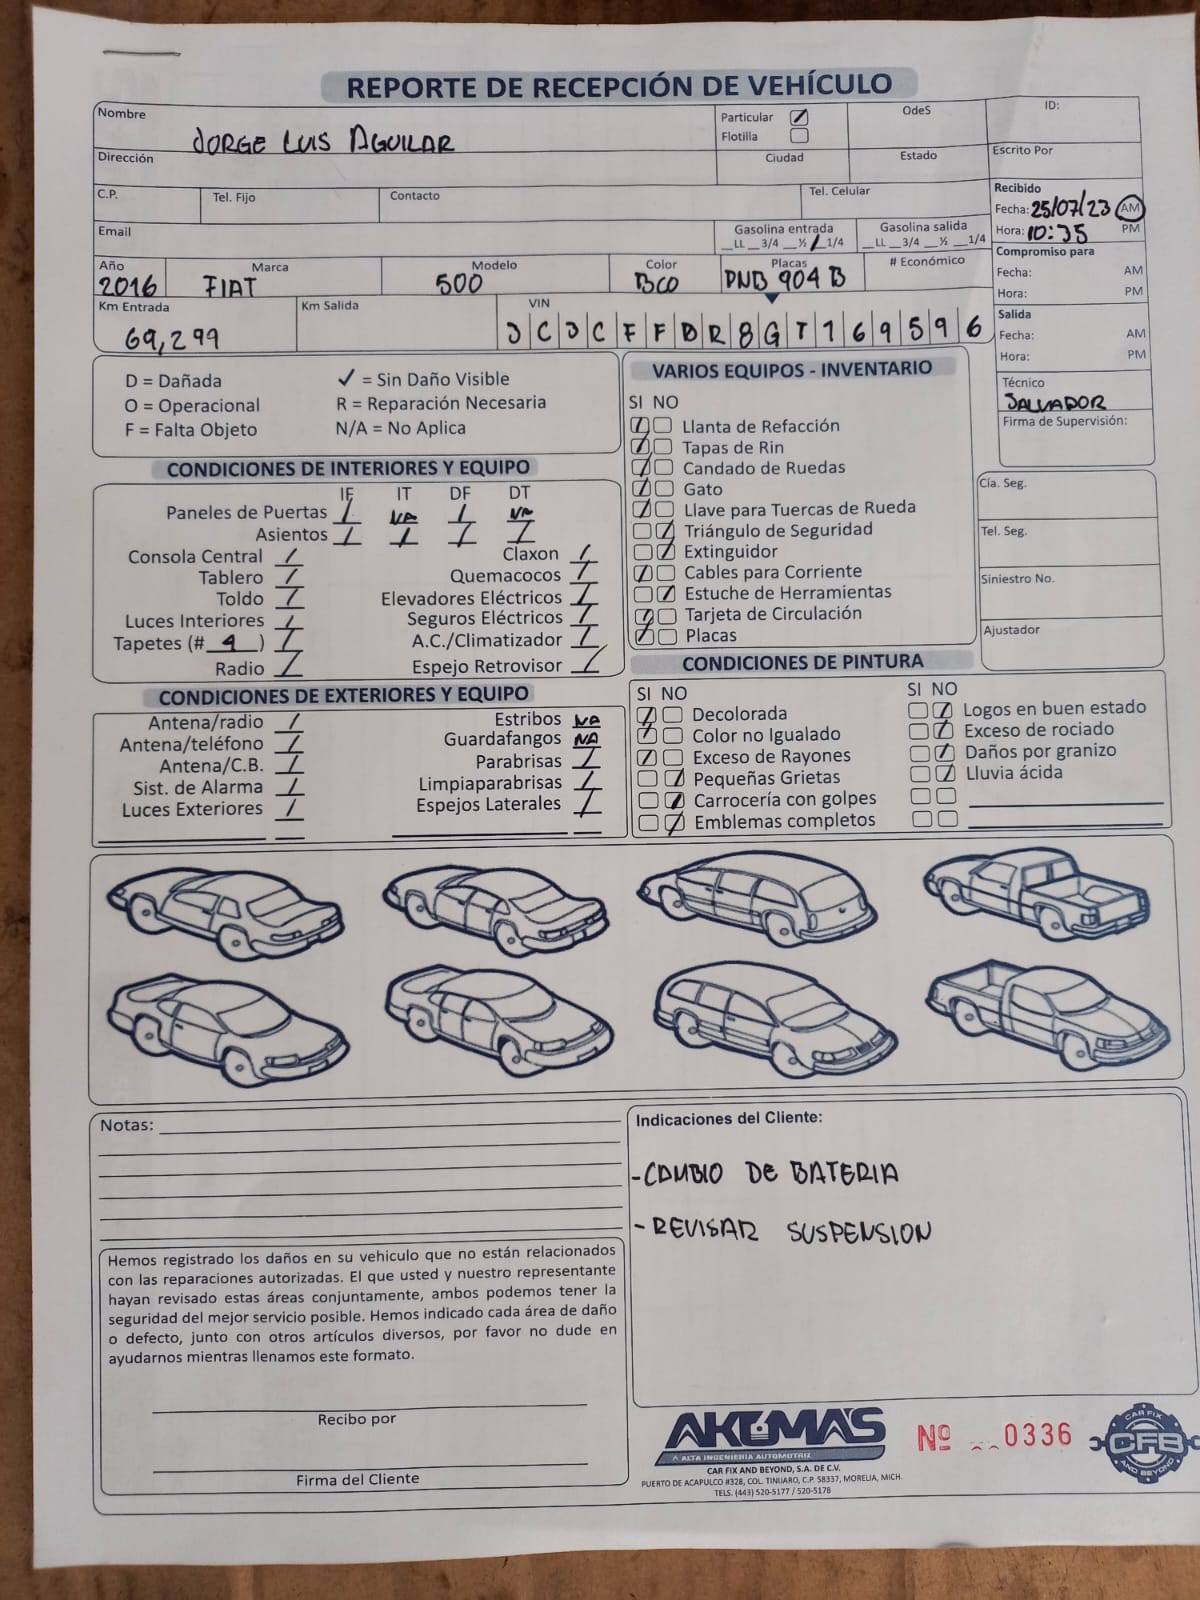 REPORTE DE RECEPCIÓN DE VEHÍCULO
Nombre
JORGE LUIS AGUILAR
Particular
Flotilla
OdeS
ID:
Dirección
Ciudad
Estado
Escrito Por
C.P.
Tel. Fijo
Contacto
Tel. Celular
Recibido
Fecha: 25/07/23 AM
Hora: 10:35 PM
Email
Gasolina entrada
__LL __3/4 __½ __1/4
Gasolina salida
__LL __3/4 __½ __1/4
Compromiso para
Fecha: AM
Hora: PM
Año
2016
Marca
FIAT
Modelo
500
Color
BCO
Placas
PNB 904 B
# Económico
Km Entrada
69,299
Km Salida
VIN
3C3CFFDR8GT169596
Salida
Fecha: AM
Hora: PM
Técnico
SALVADOR
Firma de Supervisión:
D = Dañada
✓ = Sin Daño Visible
O = Operacional
R = Reparación Necesaria
F = Falta Objeto
N/A = No Aplica
VARIOS EQUIPOS - INVENTARIO
SI NO
Llanta de Refacción
Tapas de Rin
Candado de Ruedas
Gato
Llave para Tuercas de Rueda
Triángulo de Seguridad
Extinguidor
Cables para Corriente
Estuche de Herramientas
Tarjeta de Circulación
Placas
Cía. Seg.
Tel. Seg.
Siniestro No.
Ajustador
CONDICIONES DE INTERIORES Y EQUIPO
IF IT DF DT
Paneles de Puertas / NA / NA
Asientos / / / /
Consola Central /
Claxon /
Tablero /
Quemacocos /
Toldo /
Elevadores Eléctricos /
Luces Interiores /
Seguros Eléctricos /
Tapetes (# 4 ) /
A.C./Climatizador /
Radio /
Espejo Retrovisor /
CONDICIONES DE EXTERIORES Y EQUIPO
Antena/radio /
Estribos NA
Antena/teléfono /
Guardafangos NA
Antena/C.B. /
Parabrisas /
Sist. de Alarma /
Limpiaparabrisas /
Luces Exteriores /
Espejos Laterales /
CONDICIONES DE PINTURA
SI NO
Decolorada
Color no Igualado
Exceso de Rayones
Pequeñas Grietas
Carrocería con golpes
Emblemas completos
SI NO
Logos en buen estado
Exceso de rociado
Daños por granizo
Lluvia ácida
Notas:
Hemos registrado los daños en su vehiculo que no están relacionados
con las reparaciones autorizadas. El que usted y nuestro representante
hayan revisado estas áreas conjuntamente, ambos podemos tener la
seguridad del mejor servicio posible. Hemos indicado cada área de daño
o defecto, junto con otros artículos diversos, por favor no dude en
ayudarnos mientras llenamos este formato.
Recibo por
Firma del Cliente
Indicaciones del Cliente:
-CAMBIO DE BATERIA
-REVISAR SUSPENSION
AKUMA'S
ALTA INGENIERIA AUTOMOTRIZ
CAR FIX AND BEYOND, S.A. DE C.V.
PUERTO DE ACAPULCO #328, COL. TINIJARO, C.P. 58337, MORELIA, MICH.
TELS. (443) 520-5177 / 520-5178
Nº 0336
CAR FIX
CFB
AND BEYOND